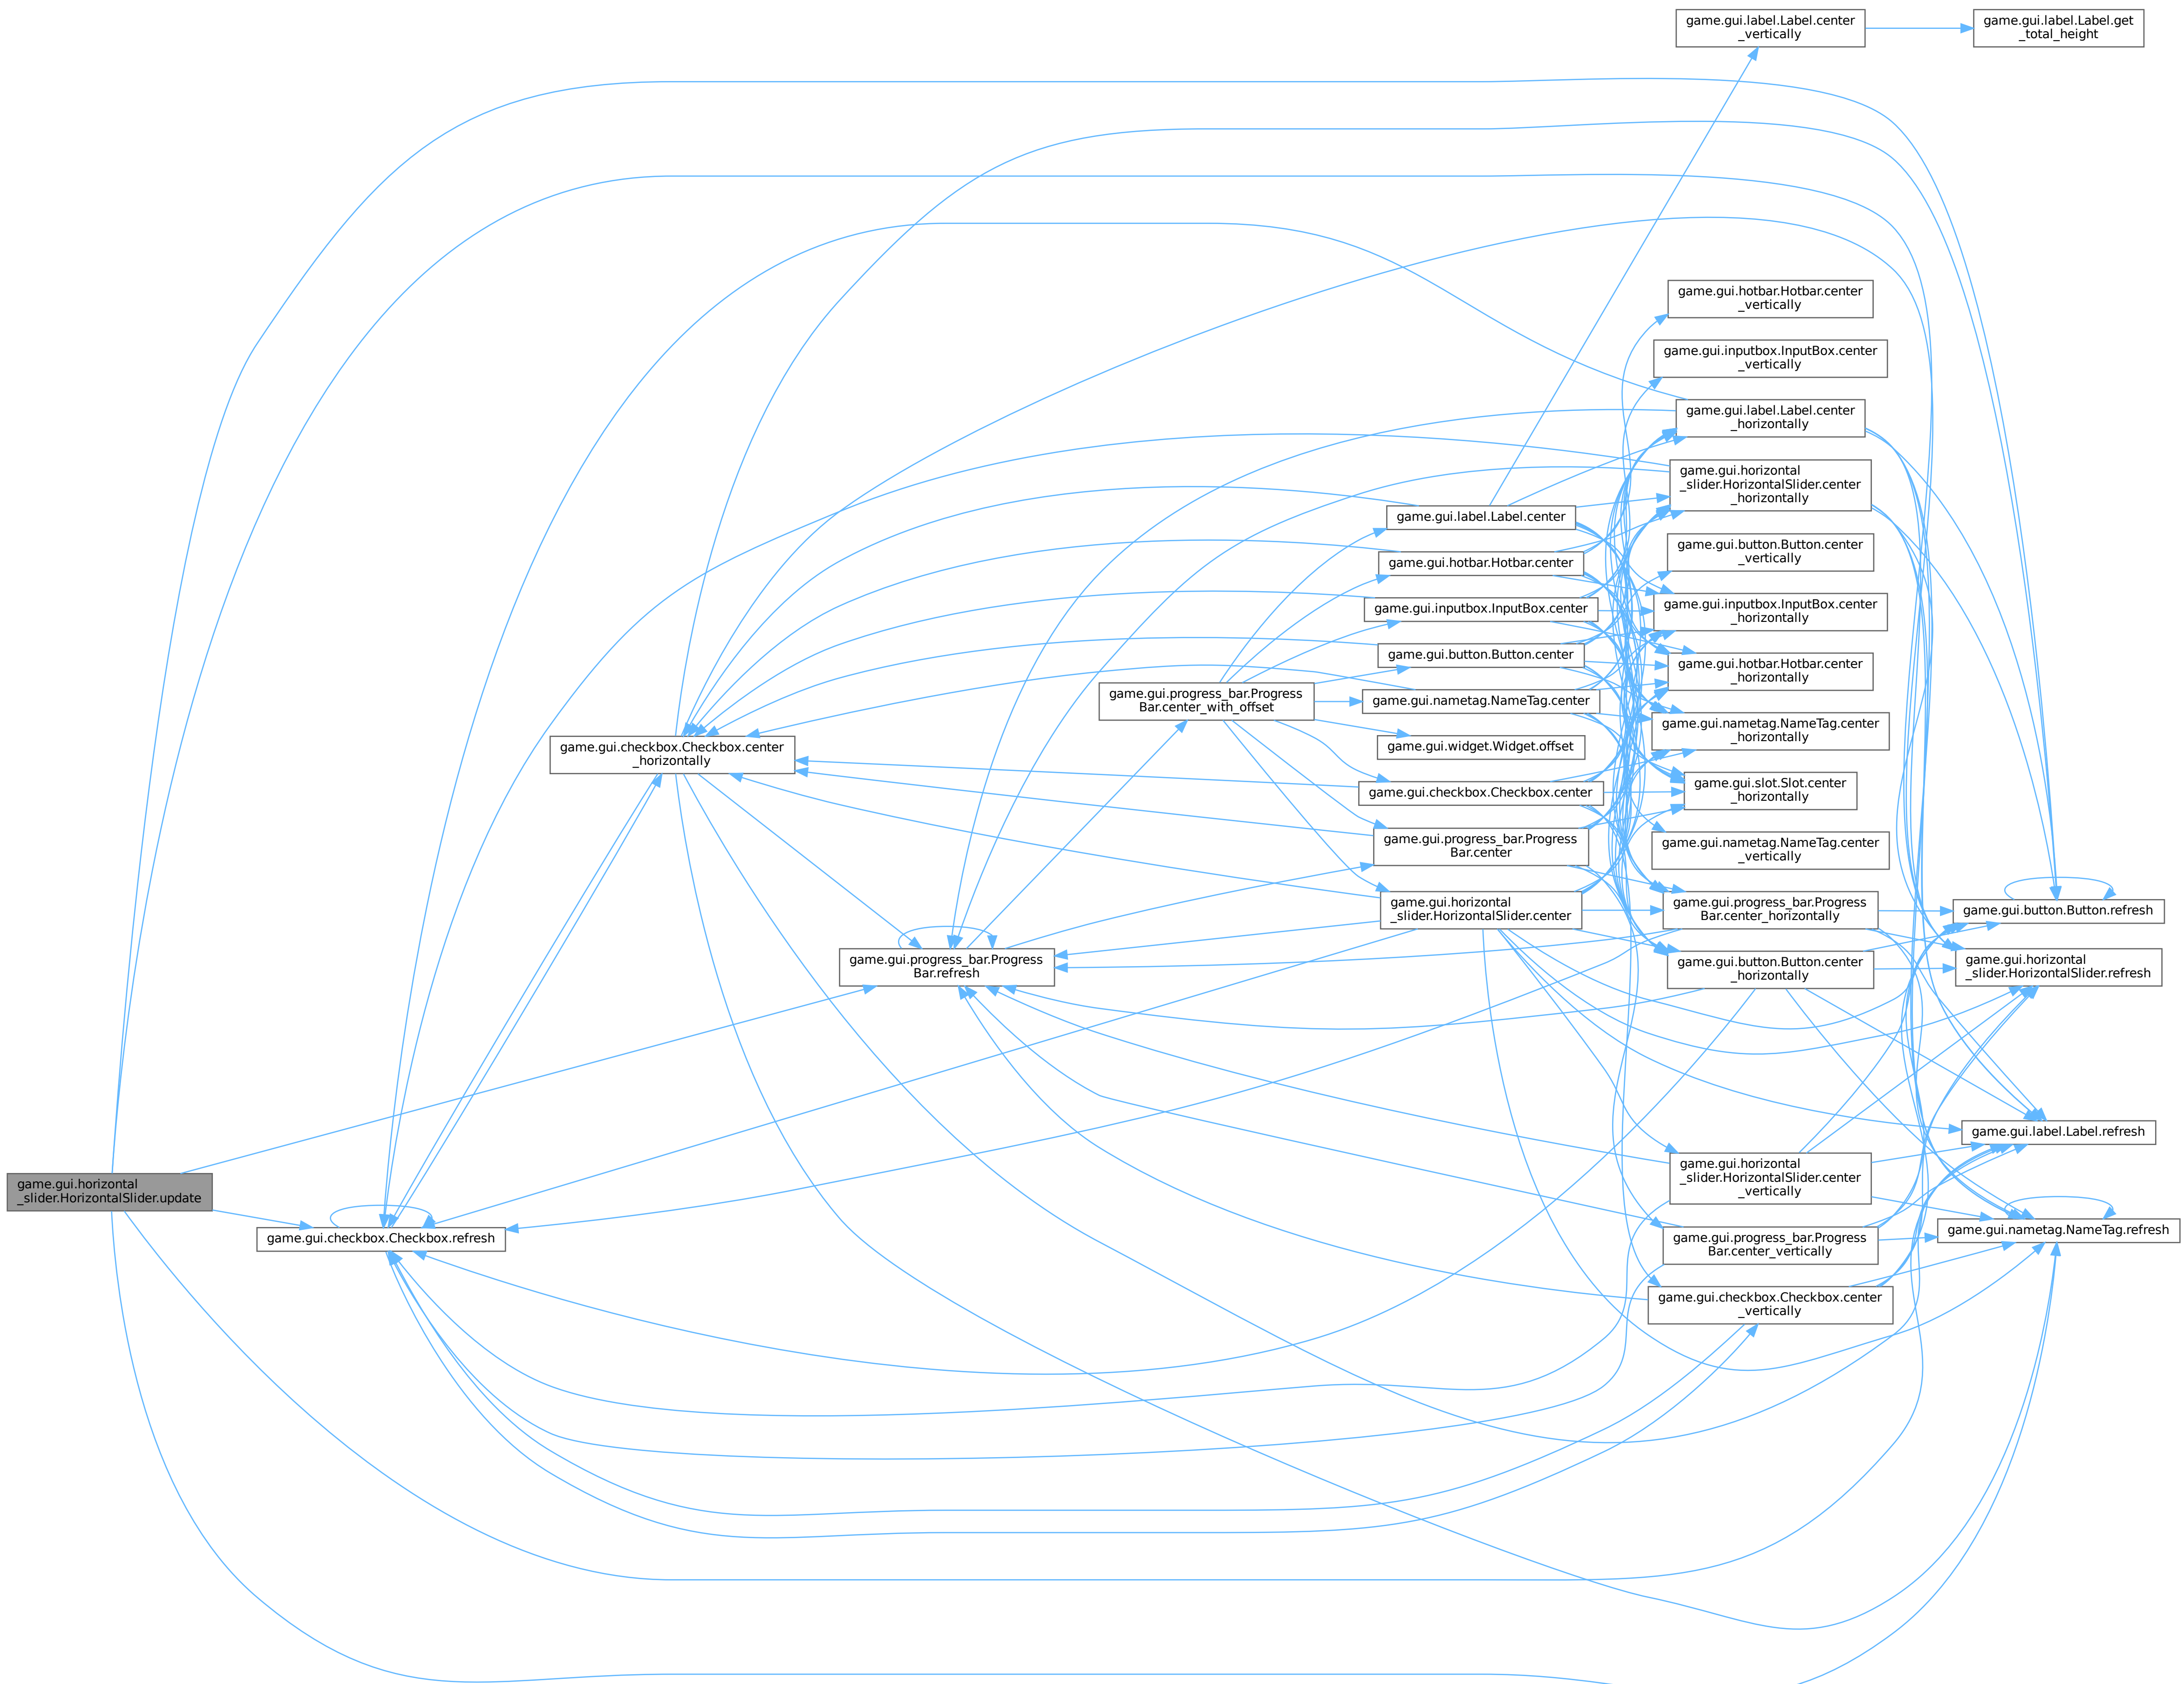 game.gui.label.Label.center
_vertically
game.gui.label.Label.get
_total_height
game.gui.hotbar.Hotbar.center
_vertically
game.gui.inputbox.InputBox.center
_vertically
game.gui.label.Label.center
_horizontally
game.gui.horizontal
_slider.HorizontalSlider.center
_horizontally
game.gui.label.Label.center
game.gui.button.Button.center
_vertically
game.gui.hotbar.Hotbar.center
game.gui.inputbox.InputBox.center
game.gui.inputbox.InputBox.center
_horizontally
game.gui.button.Button.center
game.gui.hotbar.Hotbar.center
_horizontally
game.gui.progress_bar.Progress
Bar.center_with_offset
game.gui.nametag.NameTag.center
game.gui.nametag.NameTag.center
_horizontally
game.gui.checkbox.Checkbox.center
_horizontally
game.gui.widget.Widget.offset
game.gui.checkbox.Checkbox.center
game.gui.slot.Slot.center
_horizontally
game.gui.progress_bar.Progress
Bar.center
game.gui.nametag.NameTag.center
_vertically
game.gui.horizontal
_slider.HorizontalSlider.center
game.gui.progress_bar.Progress
Bar.center_horizontally
game.gui.button.Button.refresh
game.gui.progress_bar.Progress
Bar.refresh
game.gui.button.Button.center
_horizontally
game.gui.horizontal
_slider.HorizontalSlider.refresh
game.gui.label.Label.refresh
game.gui.horizontal
_slider.HorizontalSlider.update
game.gui.horizontal
_slider.HorizontalSlider.center
_vertically
game.gui.checkbox.Checkbox.refresh
game.gui.progress_bar.Progress
Bar.center_vertically
game.gui.nametag.NameTag.refresh
game.gui.checkbox.Checkbox.center
_vertically